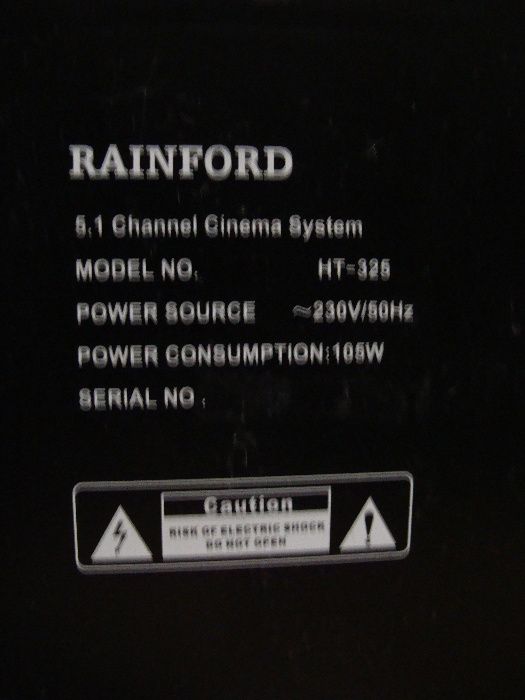 RAINFORD
5.1 Channel Cinema System
MODEL NO. HT-325
POWER SOURCE ~230V/50Hz
POWER CONSUMPTION:105W
SERIAL NO :
Caution
RISK OF ELECTRIC SHOCK
DO NOT OPEN